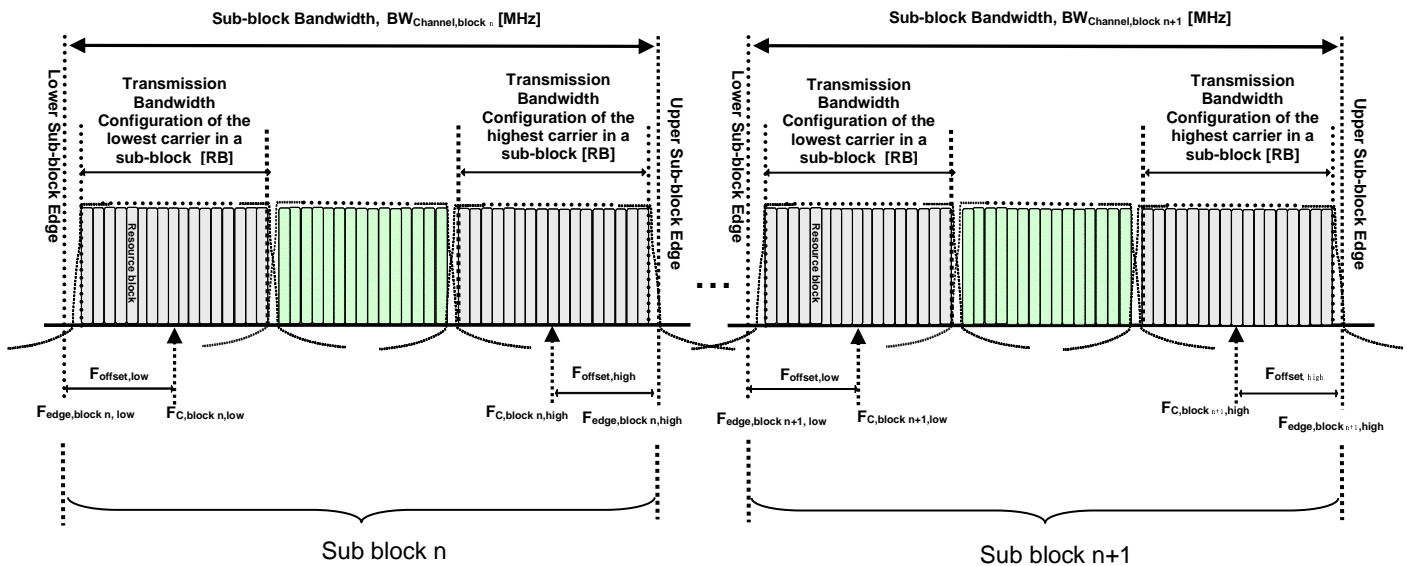 Sub-block Bandwidth, BWChannel,block n [MHz]
Lower Sub-block Edge
Transmission
Bandwidth
Configuration of the
lowest carrier in a
sub-block [RB]
Transmission
Bandwidth
Configuration of the
highest carrier in a
sub-block [RB]
Upper Sub-block Edge
Resource block
Foffset,low
Foffset,high
Fedge,block n, low
FC,block n,low
FC,block n,high
Fedge,block n,high
Sub block n
...
Sub-block Bandwidth, BWChannel,block n+1 [MHz]
Lower Sub-block Edge
Transmission
Bandwidth
Configuration of the
lowest carrier in a
sub-block [RB]
Transmission
Bandwidth
Configuration of the
highest carrier in a
sub-block [RB]
Upper Sub-block Edge
Resource block
Foffset,low
Foffset, high
Fedge,block n+1, low
FC,block n+1,low
FC,block n+1,high
Fedge,block n+1,high
Sub block n+1